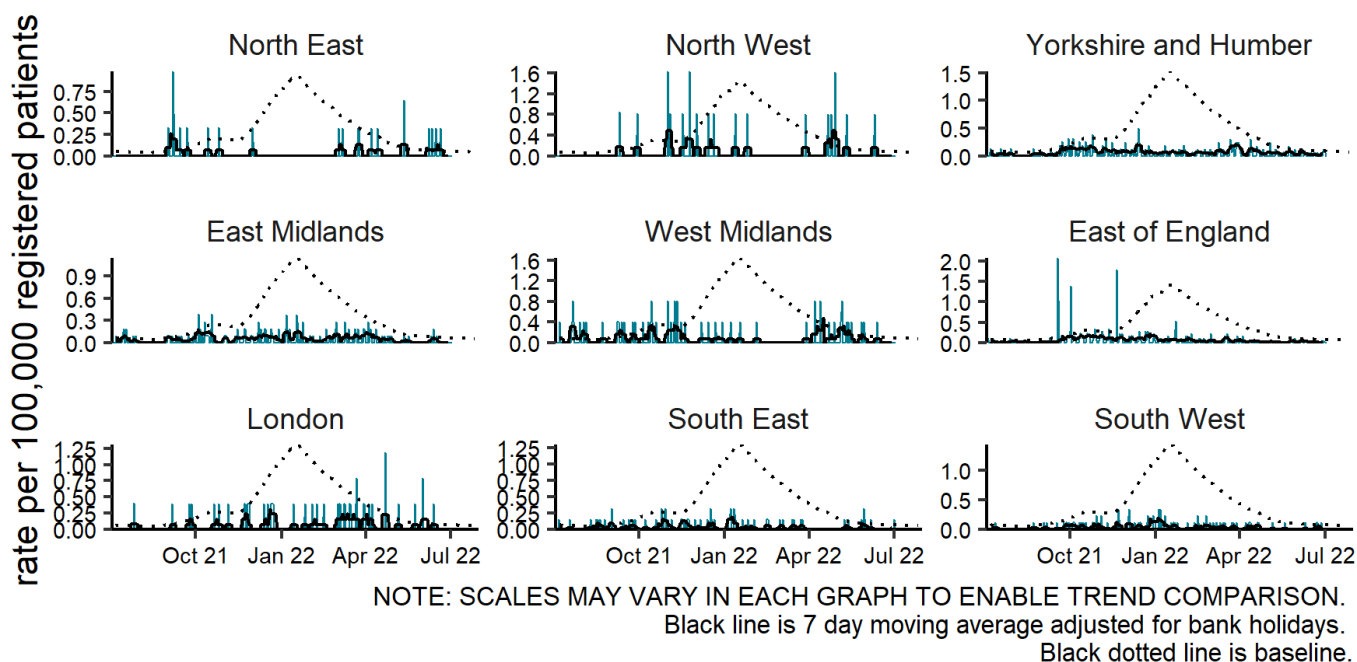 rate per 100,000 registered patients
North East
0.75
0.50
0.25
0.00
North West
1.6
1.2
0.8
0.4
0.0
Yorkshire and Humber
1.5
1.0
0.5
0.0
East Midlands
0.9
0.6
0.3
0.0
West Midlands
1.6
1.2
0.8
0.4
0.0
East of England
2.0
1.5
1.0
0.5
0.0
London
1.25
1.00
0.75
0.50
0.25
0.00
Oct 21 Jan 22 Apr 22 Jul 22
South East
1.25
1.00
0.75
0.50
0.25
0.00
Oct 21 Jan 22 Apr 22 Jul 22
South West
1.0
0.5
0.0
Oct 21 Jan 22 Apr 22 Jul 22
NOTE: SCALES MAY VARY IN EACH GRAPH TO ENABLE TREND COMPARISON.
Black line is 7 day moving average adjusted for bank holidays.
Black dotted line is baseline.